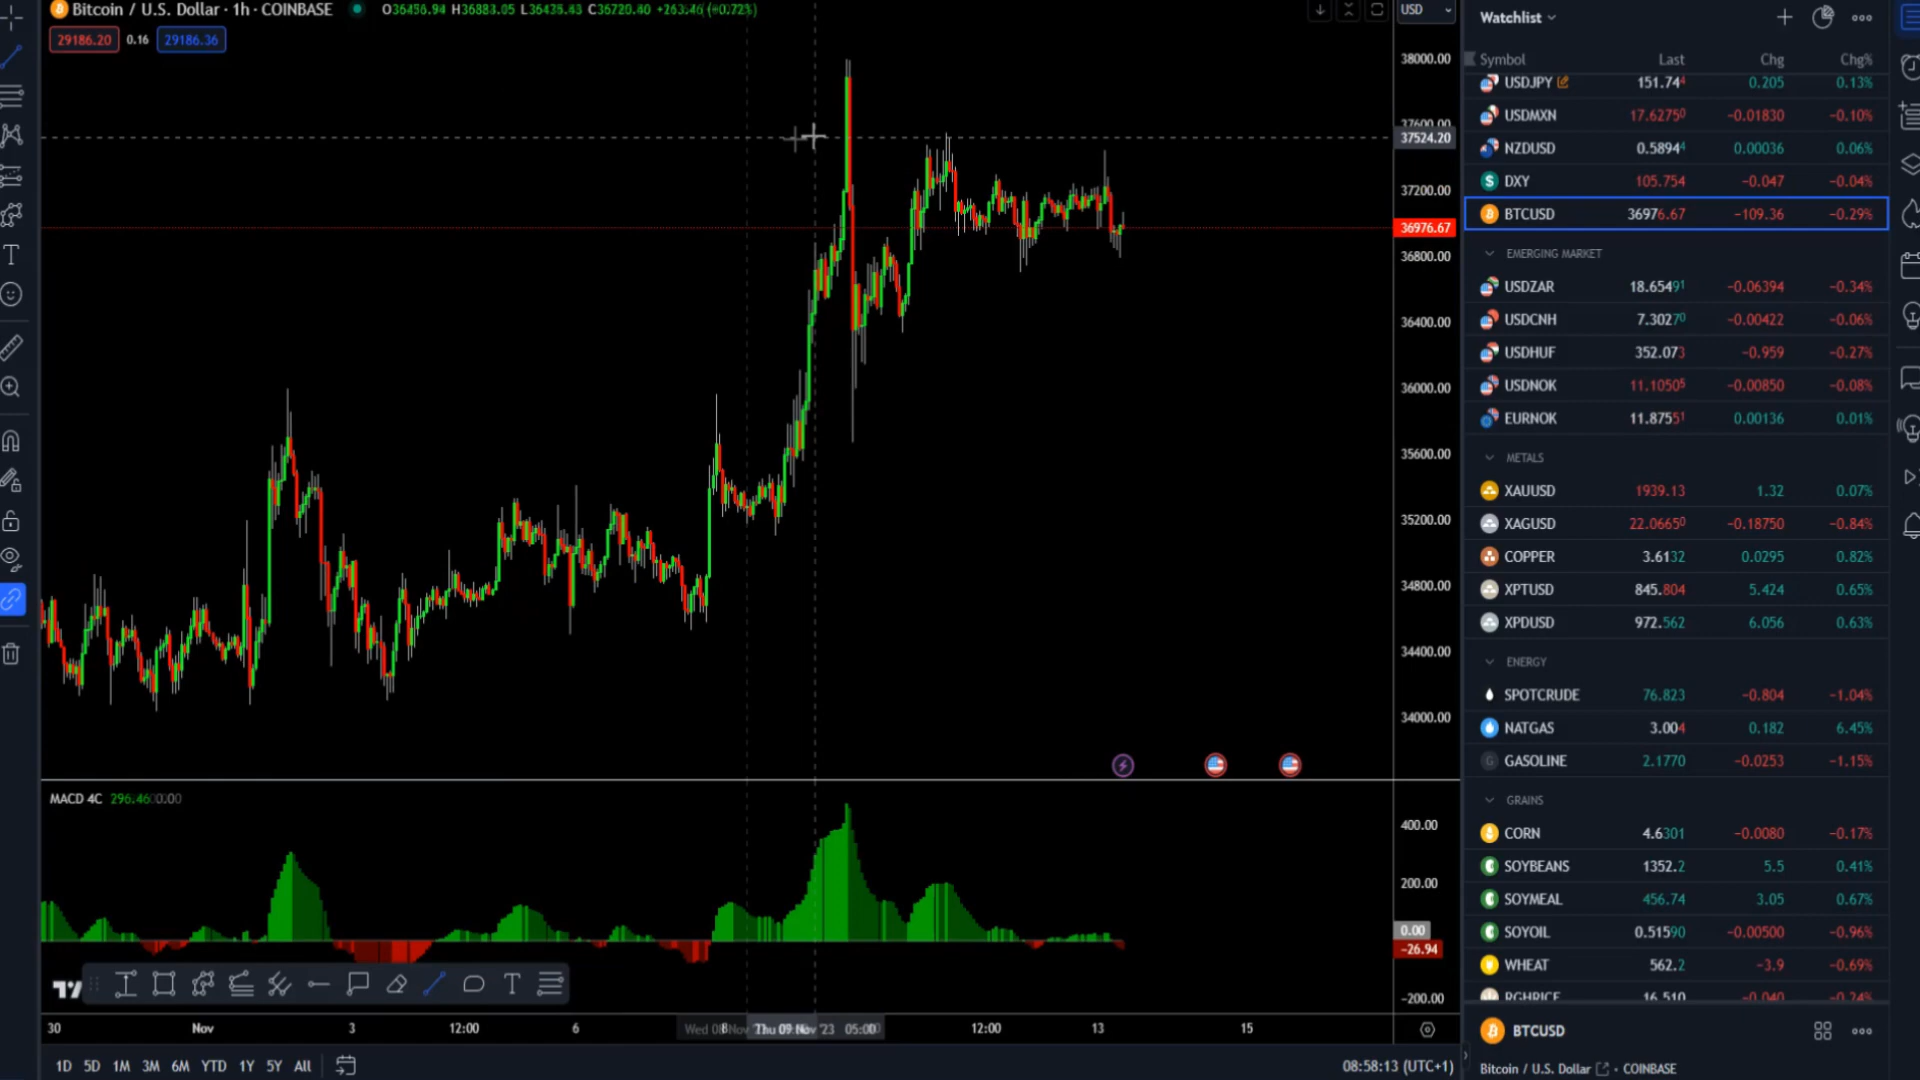 Bitcoin / U.S. Dollar · 1h · COINBASE
29186.20 0.16 29186.36
USD
38000.00
37524.20
37200.00
36976.67
36800.00
36400.00
36000.00
35600.00
35200.00
34800.00
34400.00
34000.00
MACD 4C 296.46
400.00
200.00
0.00
-26.94
-200.00
30 Nov 3 12:00 6 Thu 09 Nov '23 05:00 12:00 13 15
1D 5D 1M 3M 6M YTD 1Y 5Y All
08:58:13 (UTC+1)
Watchlist
Symbol Last Chg Chg%
USDJPY 151.744 0.205 0.13%
USDMXN 17.62750 -0.01830 -0.10%
NZDUSD 0.58944 0.00036 0.06%
DXY 105.754 -0.047 -0.04%
BTCUSD 36976.67 -109.36 -0.29%
EMERGING MARKET
USDZAR 18.65491 -0.06394 -0.34%
USDCNH 7.30270 -0.00422 -0.06%
USDHUF 352.073 -0.959 -0.27%
USDNOK 11.10505 -0.00850 -0.08%
EURNOK 11.87551 0.00136 0.01%
METALS
XAUUSD 1939.13 1.32 0.07%
XAGUSD 22.06650 -0.18750 -0.84%
COPPER 3.6132 0.0295 0.82%
XPTUSD 845.804 5.424 0.65%
XPDUSD 972.562 6.056 0.63%
ENERGY
SPOTCRUDE 76.823 -0.804 -1.04%
NATGAS 3.004 0.182 6.45%
GASOLINE 2.1770 -0.0253 -1.15%
GRAINS
CORN 4.6301 -0.0080 -0.17%
SOYBEANS 1352.2 5.5 0.41%
SOYMEAL 456.74 3.05 0.67%
SOYOIL 0.51590 -0.00500 -0.96%
WHEAT 562.2 -3.9 -0.69%
RGHRICE 16.510 -0.040 -0.24%
BTCUSD
Bitcoin / U.S. Dollar · COINBASE